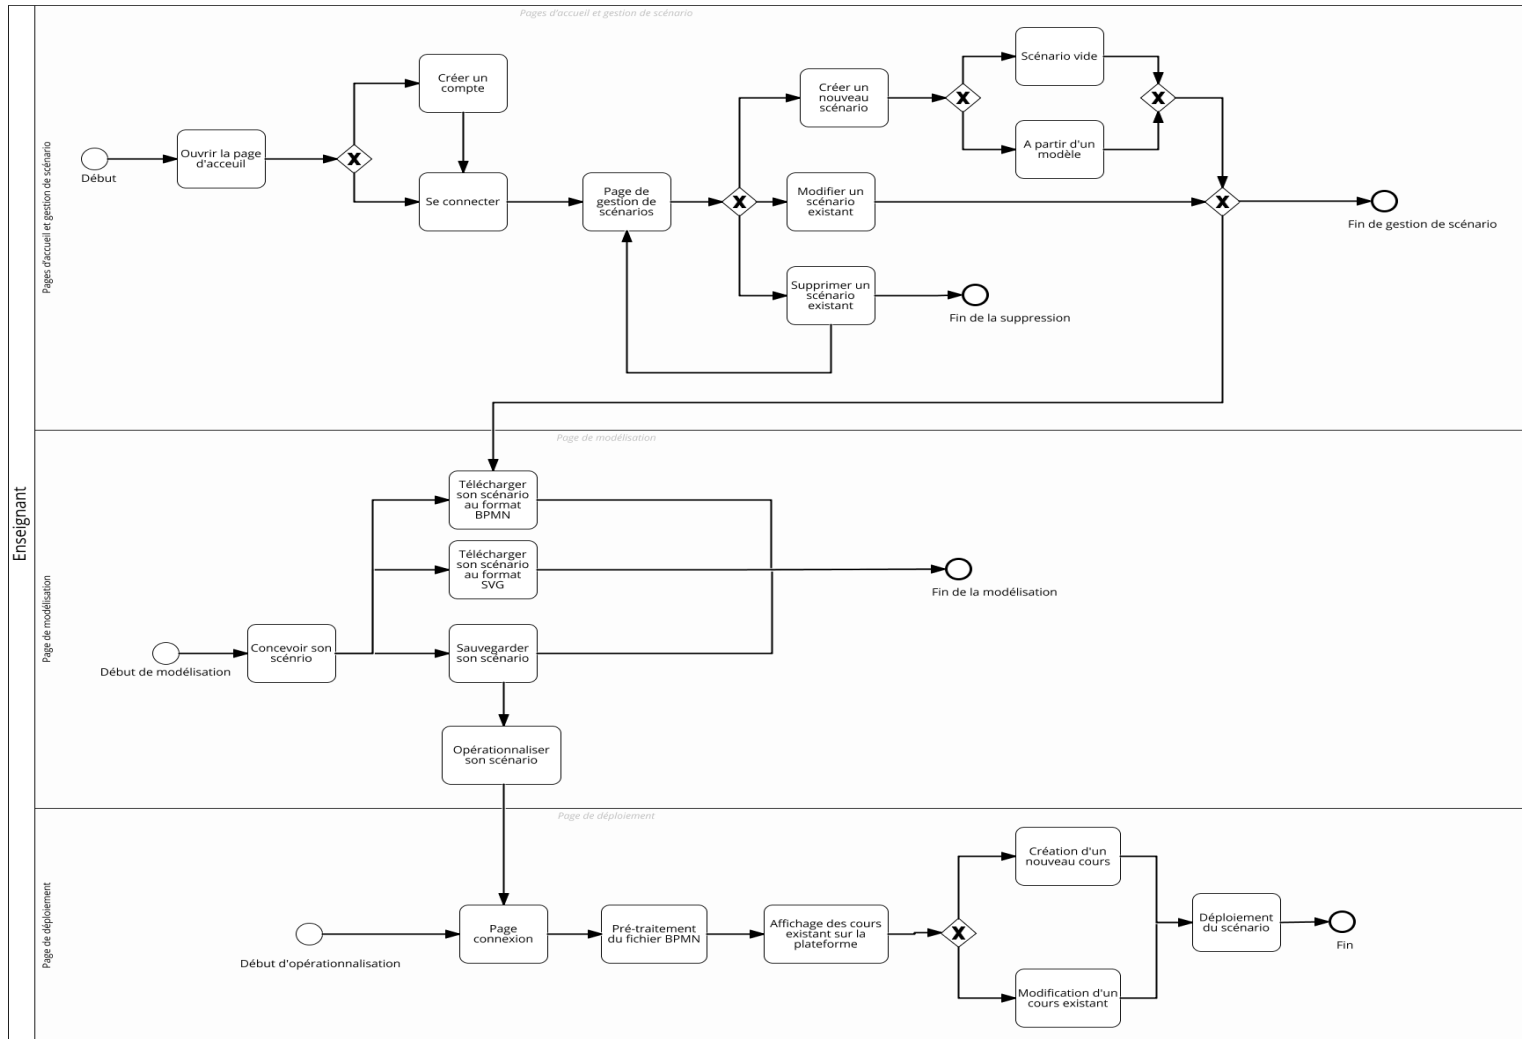 Pages d'accueil et gestion de scénario
Pages d'accueil et gestion de scénario
Créer un
compte
Ouvrir la page
d'acceuil
Début
Se connecter
Page de
gestion de
scénarios
Créer un
nouveau
scénario
Scénario vide
A partir d'un
modèle
Modifier un
scénario
existant
Supprimer un
scénario
existant
Fin de la suppression
Fin de gestion de scénario
Enseignant
Page de modélisation
Page de modélisation
Télécharger
son scénario
au format
BPMN
Télécharger
son scénario
au format
SVG
Fin de la modélisation
Début de modélisation
Concevoir son
scénrio
Sauvegarder
son scénario
Opérationnaliser
son scénario
Page de déploiement
Page de déploiement
Début d'opérationnalisation
Page
connexion
Pré-traitement
du fichier BPMN
Affichage des cours
existant sur la
plateforme
Création d'un
nouveau cours
Modification d'un
cours existant
Déploiement
du scénario
Fin